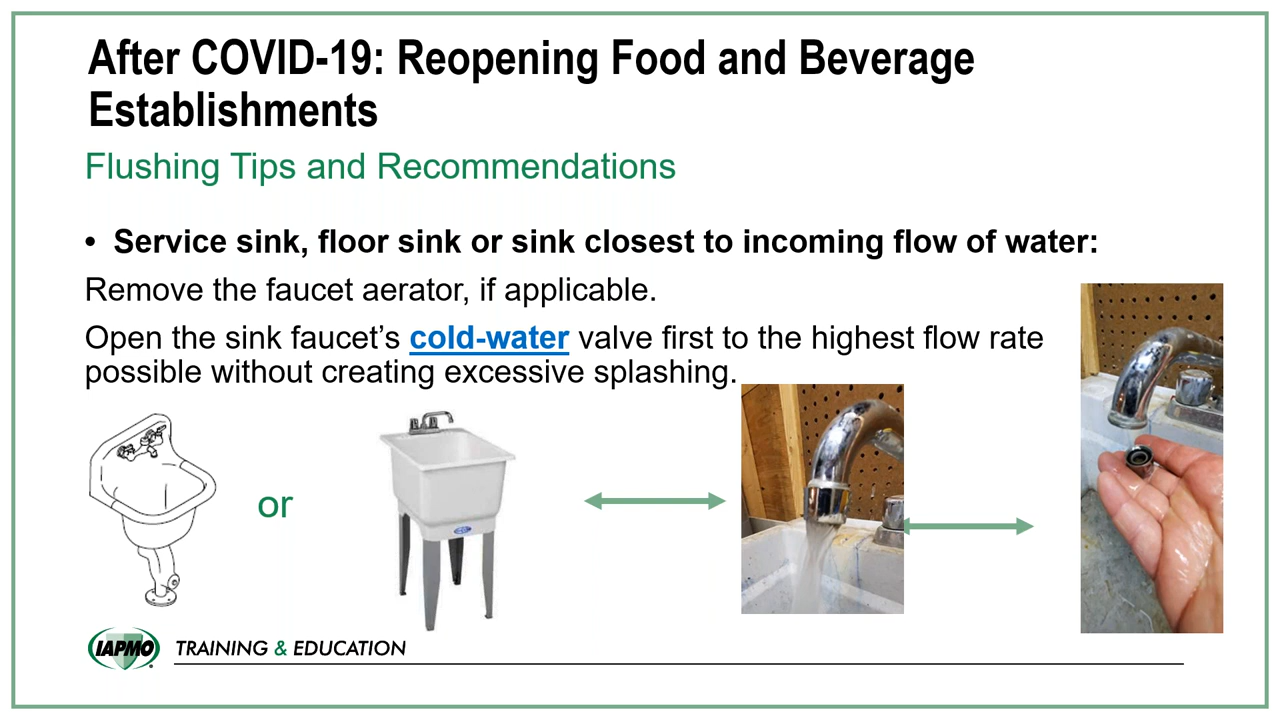 After COVID-19: Reopening Food and Beverage
Establishments
Flushing Tips and Recommendations
• Service sink, floor sink or sink closest to incoming flow of water:
Remove the faucet aerator, if applicable.
Open the sink faucet’s cold-water valve first to the highest flow rate
possible without creating excessive splashing.
or
IAPMO TRAINING & EDUCATION